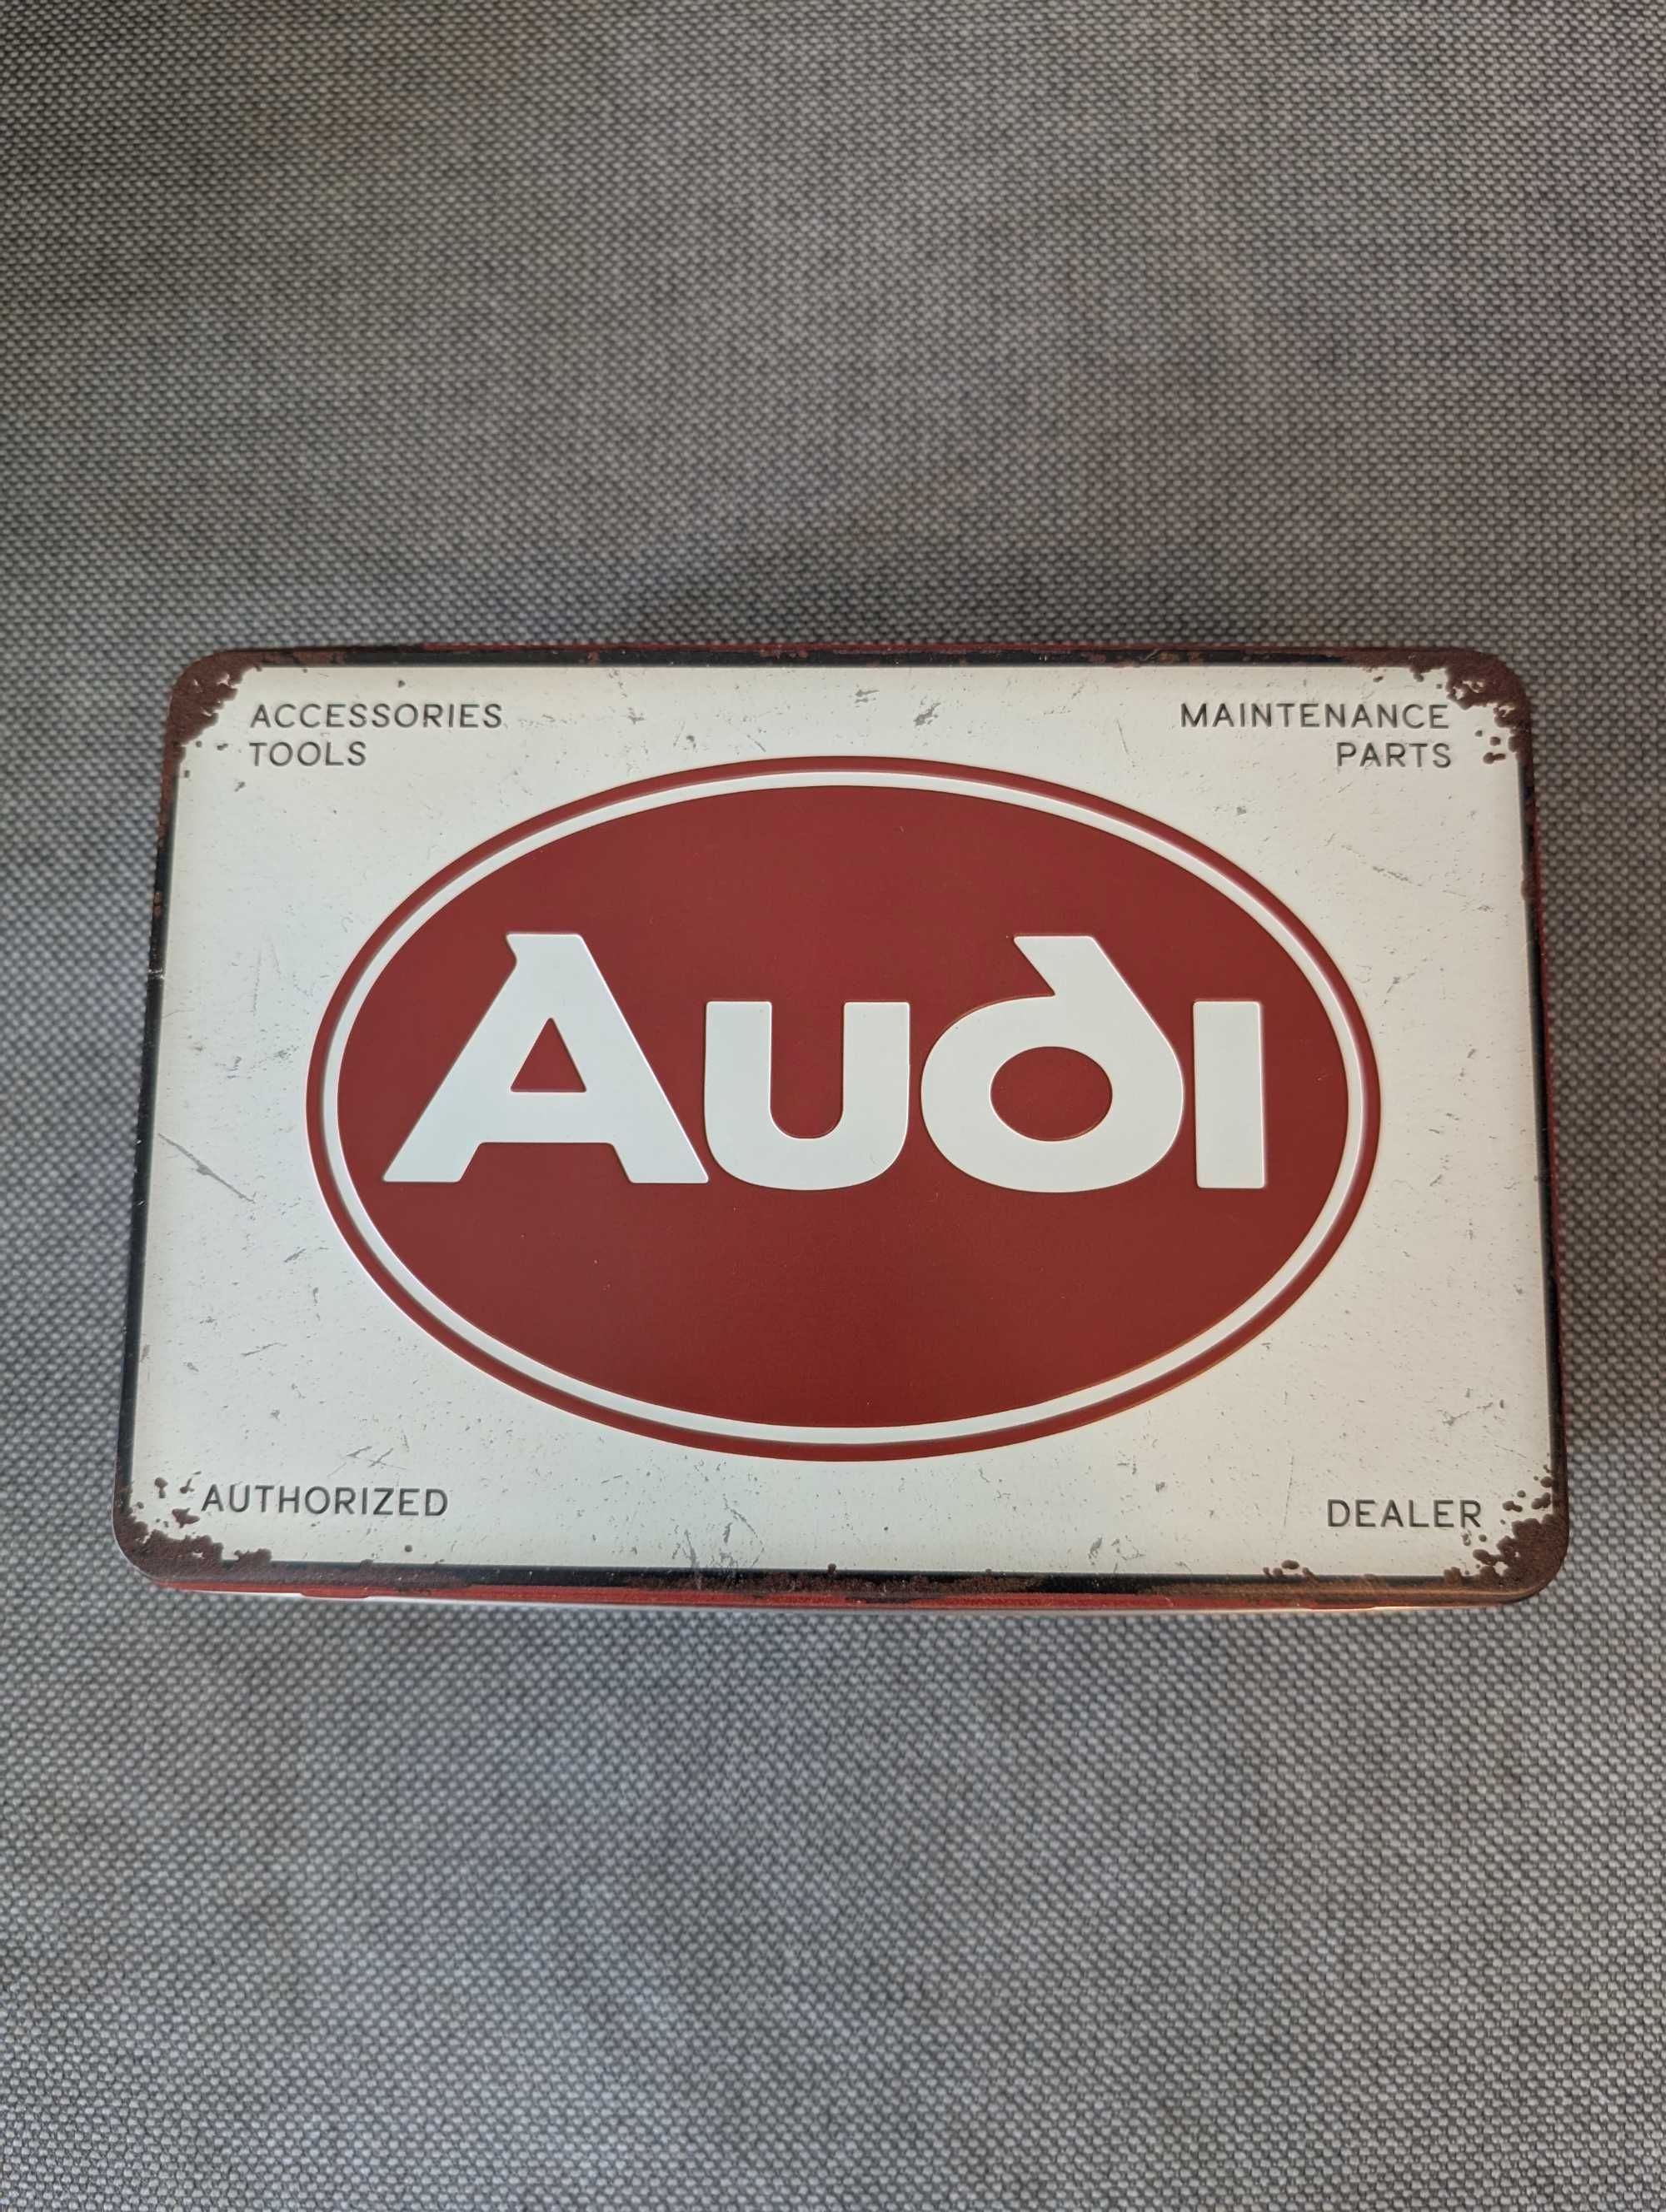 ACCESSORIES
TOOLS
MAINTENANCE
PARTS
Audi
AUTHORIZED
DEALER